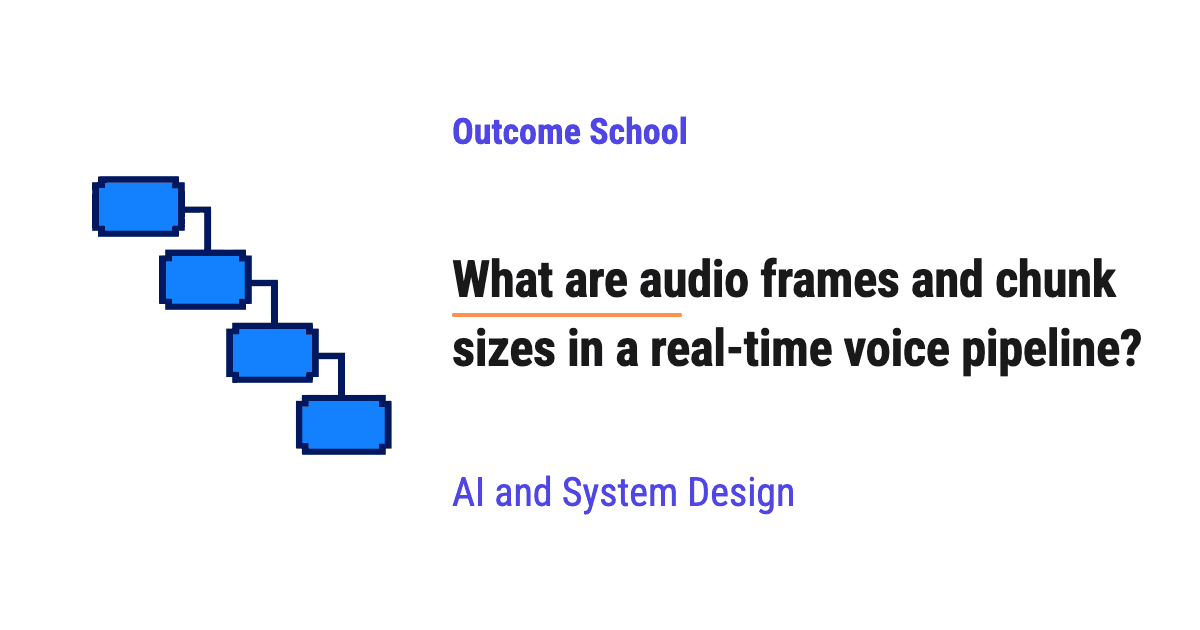 Outcome School
What are audio frames and chunk
sizes in a real-time voice pipeline?
AI and System Design